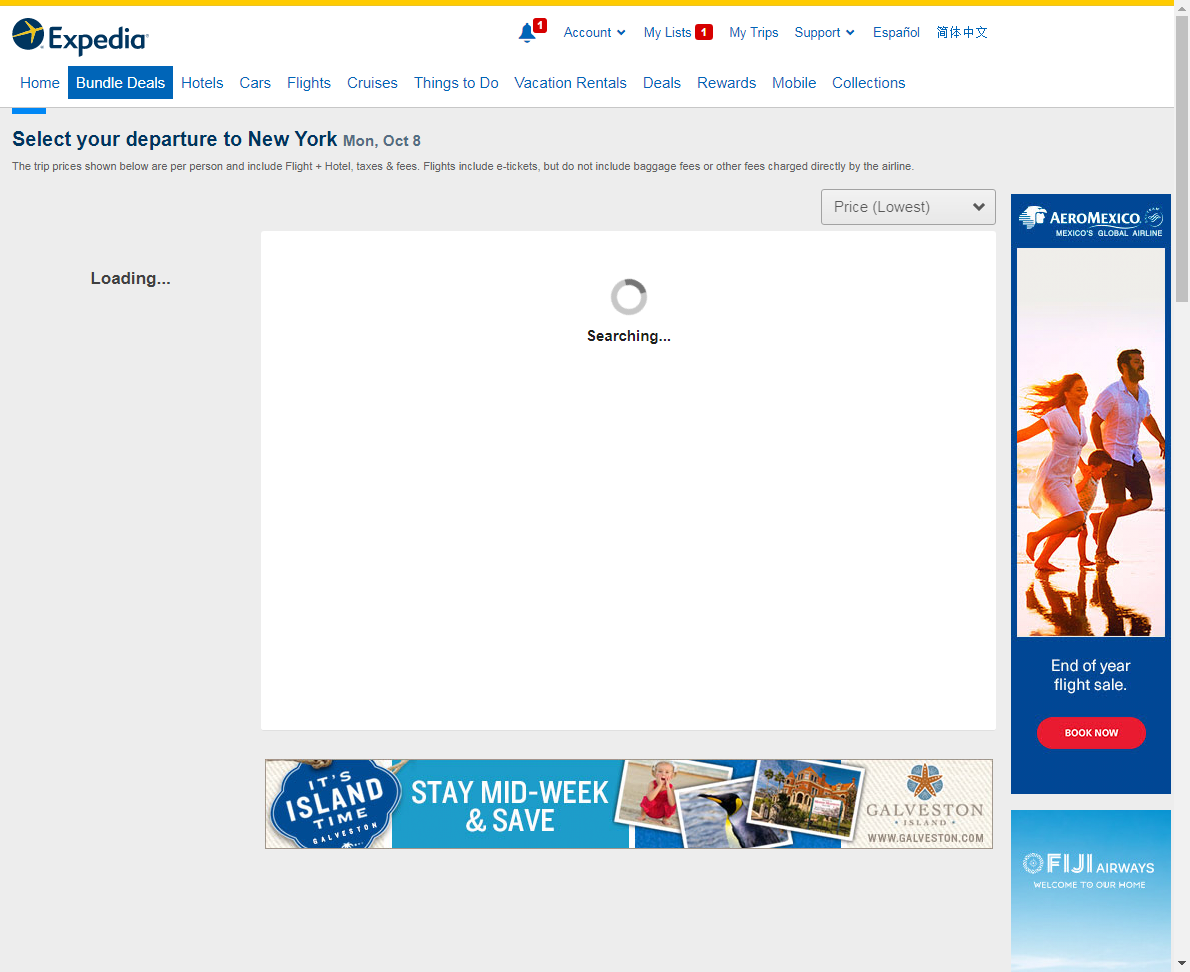 Expedia
1
Account
My Lists 1
My Trips
Support
Español
简体中文
Home
Bundle Deals
Hotels
Cars
Flights
Cruises
Things to Do
Vacation Rentals
Deals
Rewards
Mobile
Collections
Select your departure to New York Mon, Oct 8
The trip prices shown below are per person and include Flight + Hotel, taxes & fees. Flights include e-tickets, but do not include baggage fees or other fees charged directly by the airline.
Price (Lowest)
Loading...
Searching...
AEROMEXICO.
MEXICO'S GLOBAL AIRLINE
End of year
flight sale.
BOOK NOW
IT'S
ISLAND
TIME
GALVESTON
STAY MID-WEEK
& SAVE
GALVESTON
• ISLAND •
WWW.GALVESTON.COM
FIJI AIRWAYS
WELCOME TO OUR HOME